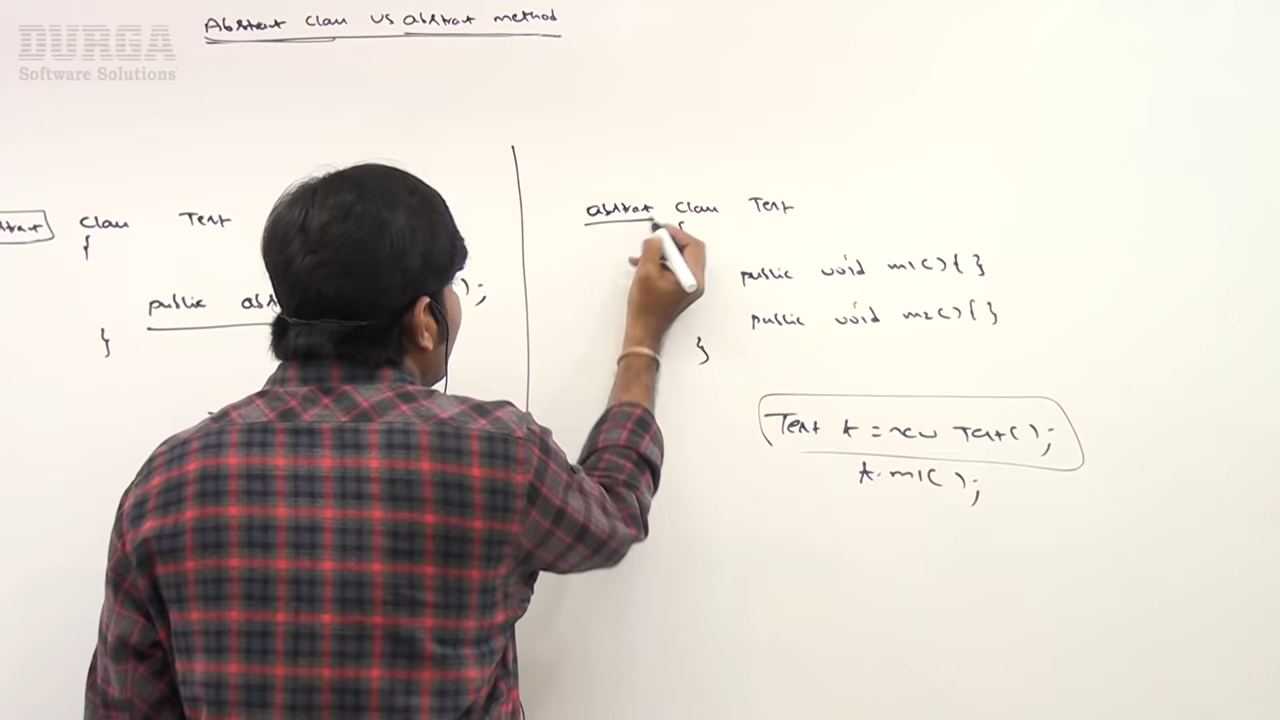 Abstract class vs abstract method
DURGA
Software Solutions
class Test
{
public abs );
}
abstract class Test
{
public void m1(){ }
public void m2(){ }
}
Test t = new Test();
t.m1();